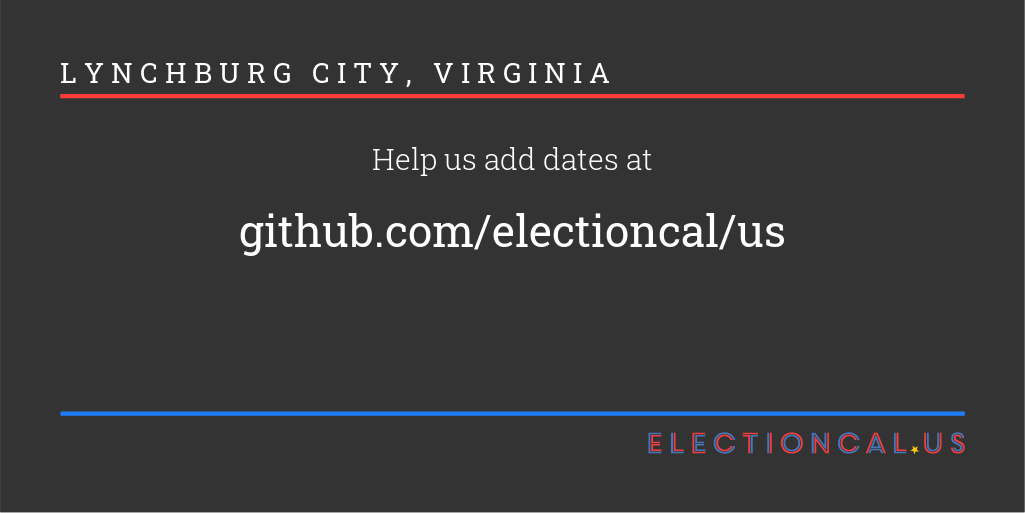 LYNCHBURG CITY, VIRGINIA
Help us add dates at
github.com/electioncal/us
ELECTIONCAL.US